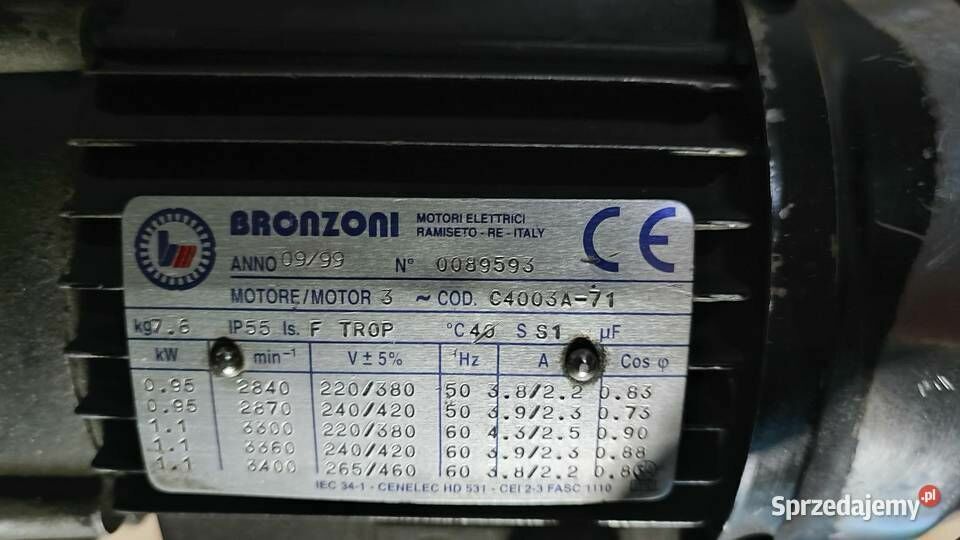 BRONZONI MOTORI ELETTRICI
RAMISETO - RE - ITALY
CE
ANNO 09/99 N° 0089593
MOTORE/MOTOR 3 ~ COD. C4003A-71
kg 7.6 IP55 Is. F TROP °C 40 S S1 µF
kW min⁻¹ V ± 5% Hz A Cos φ
0.95 2840 220/380 50 3.8/2.2 0.83
0.95 2870 240/420 50 3.9/2.3 0.73
1.1 3300 220/380 60 4.3/2.5 0.90
1.1 3360 240/420 60 3.9/2.3 0.88
1.1 3400 265/460 60 3.8/2.2
IEC 34-1 - CENELEC HD 531 - CEI 2-3 FASC 1110
Sprzedajemy.pl